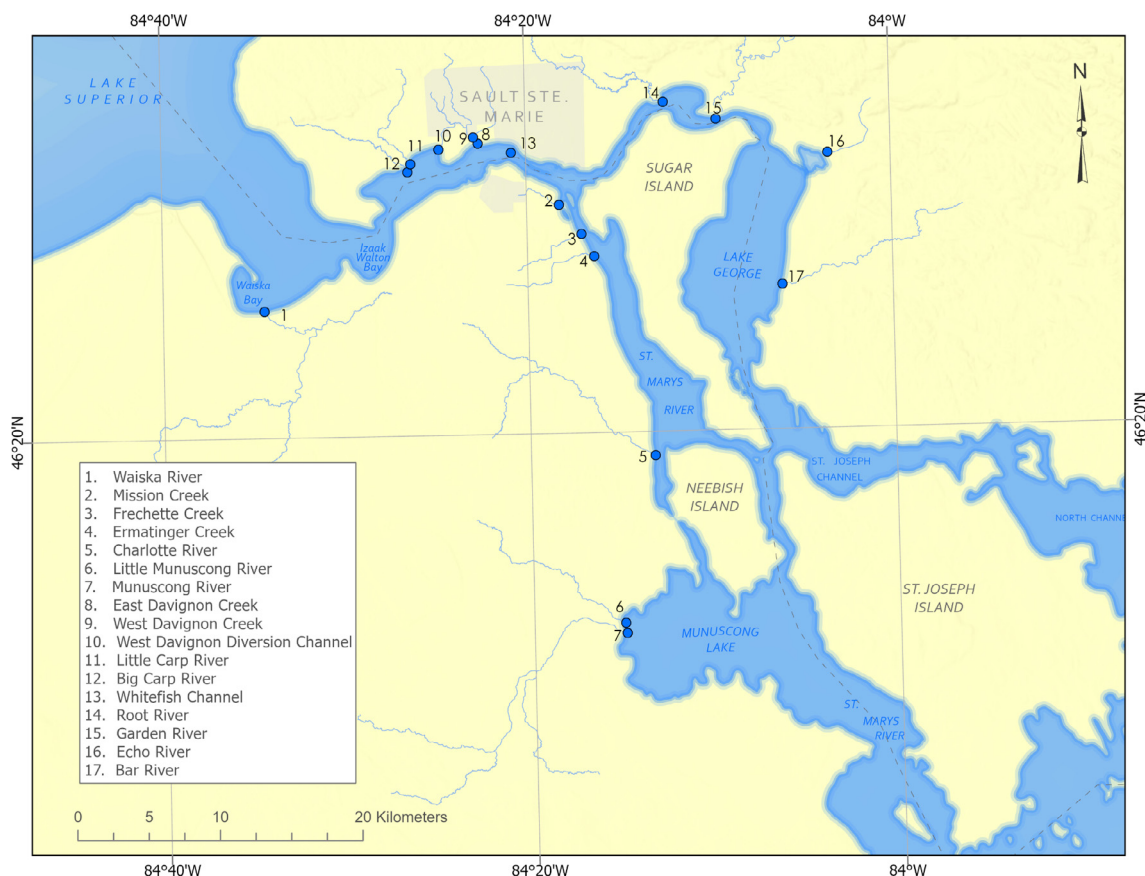 84°40'W
84°20'W
84°W
LAKE
SUPERIOR
N
SAULT STE.
MARIE
14
15
16
10
9
8
11
12
13
SUGAR
ISLAND
2
3
4
Izaak
Walton
Bay
LAKE
GEORGE
Waiska
Bay
1
17
ST.
MARYS
RIVER
46°20'N
46°20'N
5
ST. JOSEPH
CHANNEL
NEEBISH
ISLAND
NORTH CHANNEL
ST. JOSEPH
ISLAND
6
7
MUNUSCONG
LAKE
ST.
MARYS
RIVER
1. Waiska River
2. Mission Creek
3. Frechette Creek
4. Ermatinger Creek
5. Charlotte River
6. Little Munuscong River
7. Munuscong River
8. East Davignon Creek
9. West Davignon Creek
10. West Davignon Diversion Channel
11. Little Carp River
12. Big Carp River
13. Whitefish Channel
14. Root River
15. Garden River
16. Echo River
17. Bar River
0 5 10 20 Kilometers
84°40'W
84°20'W
84°W